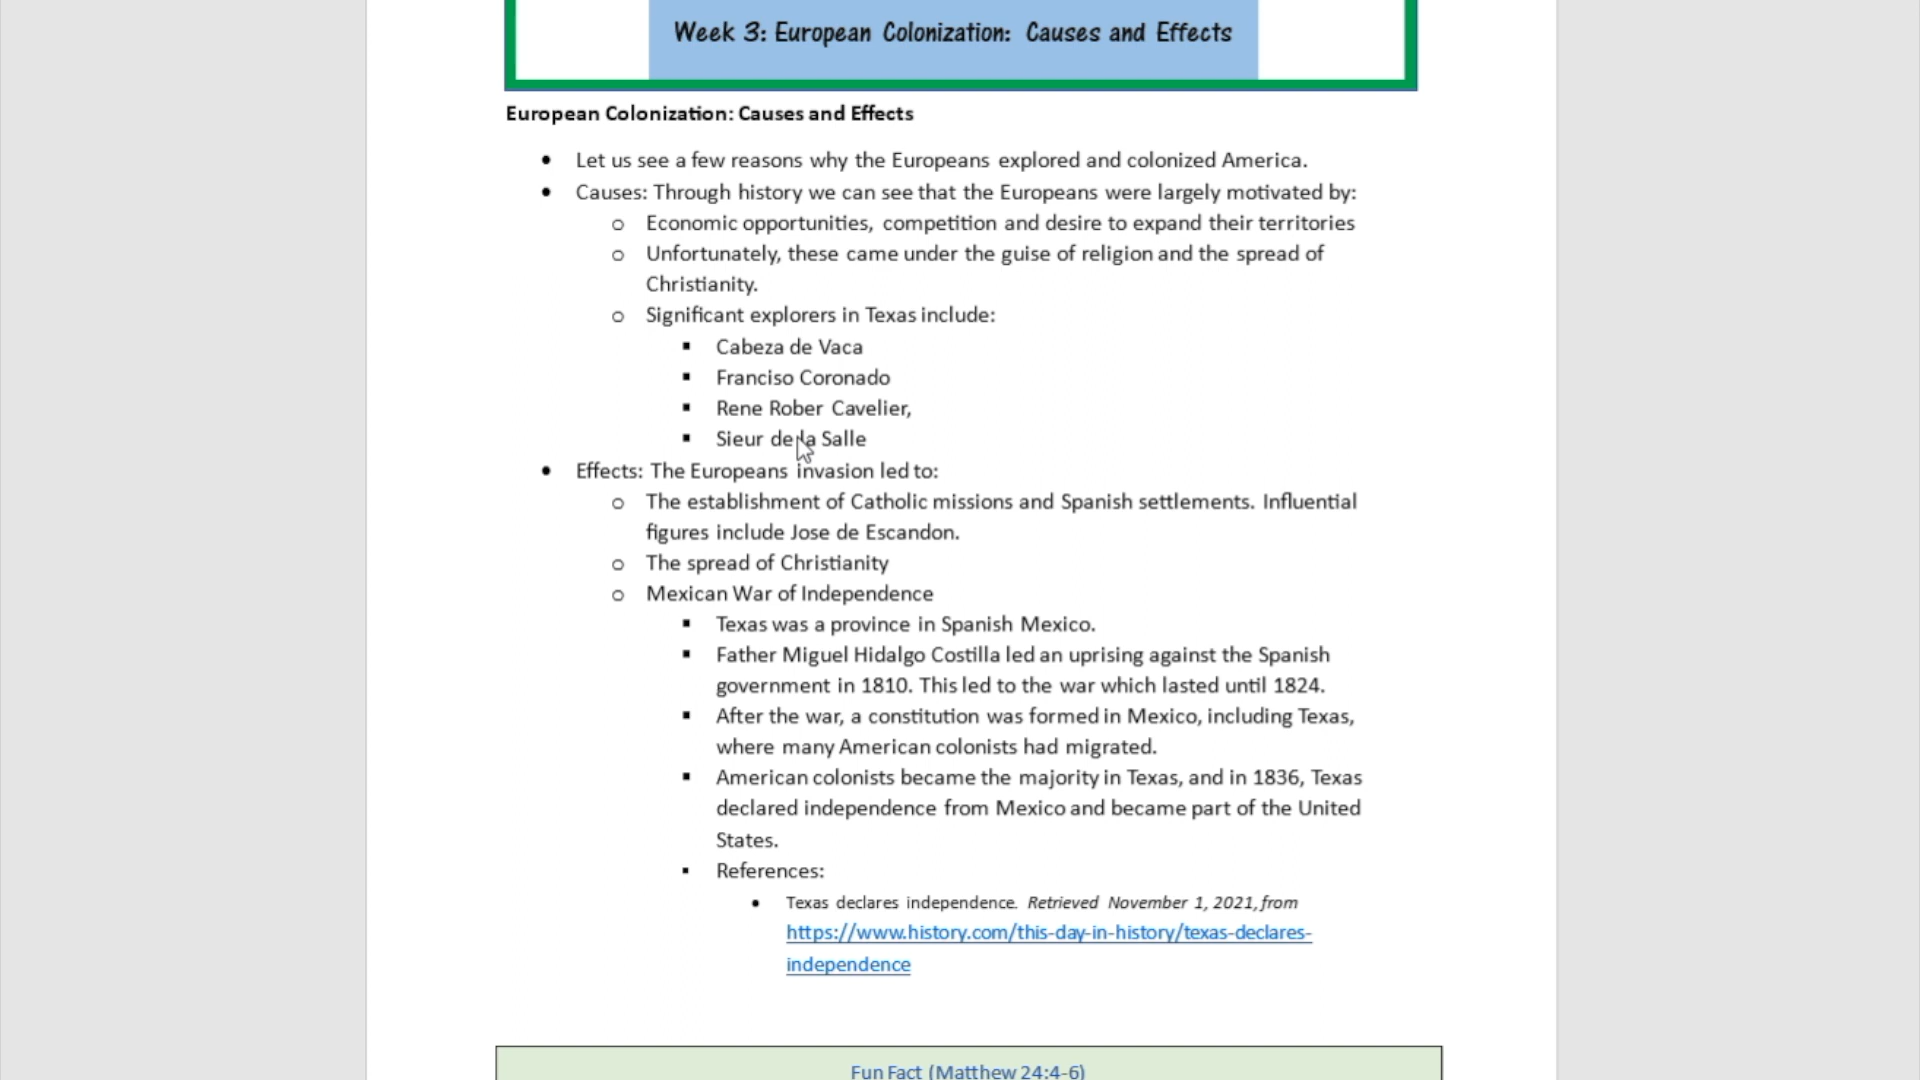 Week 3: European Colonization: Causes and Effects
European Colonization: Causes and Effects
• Let us see a few reasons why the Europeans explored and colonized America.
• Causes: Through history we can see that the Europeans were largely motivated by:
o Economic opportunities, competition and desire to expand their territories
o Unfortunately, these came under the guise of religion and the spread of
Christianity.
o Significant explorers in Texas include:
▪ Cabeza de Vaca
▪ Franciso Coronado
▪ Rene Rober Cavelier,
▪ Sieur de la Salle
• Effects: The Europeans invasion led to:
o The establishment of Catholic missions and Spanish settlements. Influential
figures include Jose de Escandon.
o The spread of Christianity
o Mexican War of Independence
▪ Texas was a province in Spanish Mexico.
▪ Father Miguel Hidalgo Costilla led an uprising against the Spanish
government in 1810. This led to the war which lasted until 1824.
▪ After the war, a constitution was formed in Mexico, including Texas,
where many American colonists had migrated.
▪ American colonists became the majority in Texas, and in 1836, Texas
declared independence from Mexico and became part of the United
States.
▪ References:
• Texas declares independence. Retrieved November 1, 2021, from
https://www.history.com/this-day-in-history/texas-declares-
independence
Fun Fact (Matthew 24:4-6)